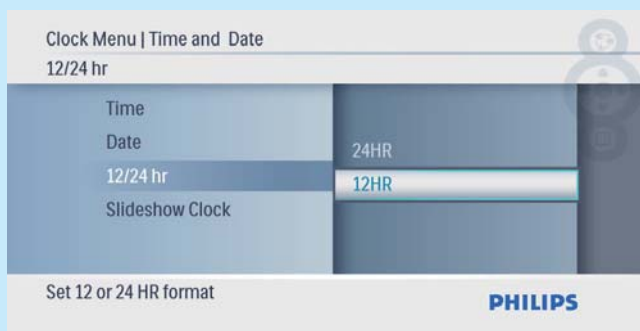 Clock Menu | Time and Date
12/24 hr
Time
Date
12/24 hr
Slideshow Clock
24HR
12HR
Set 12 or 24 HR format
PHILIPS